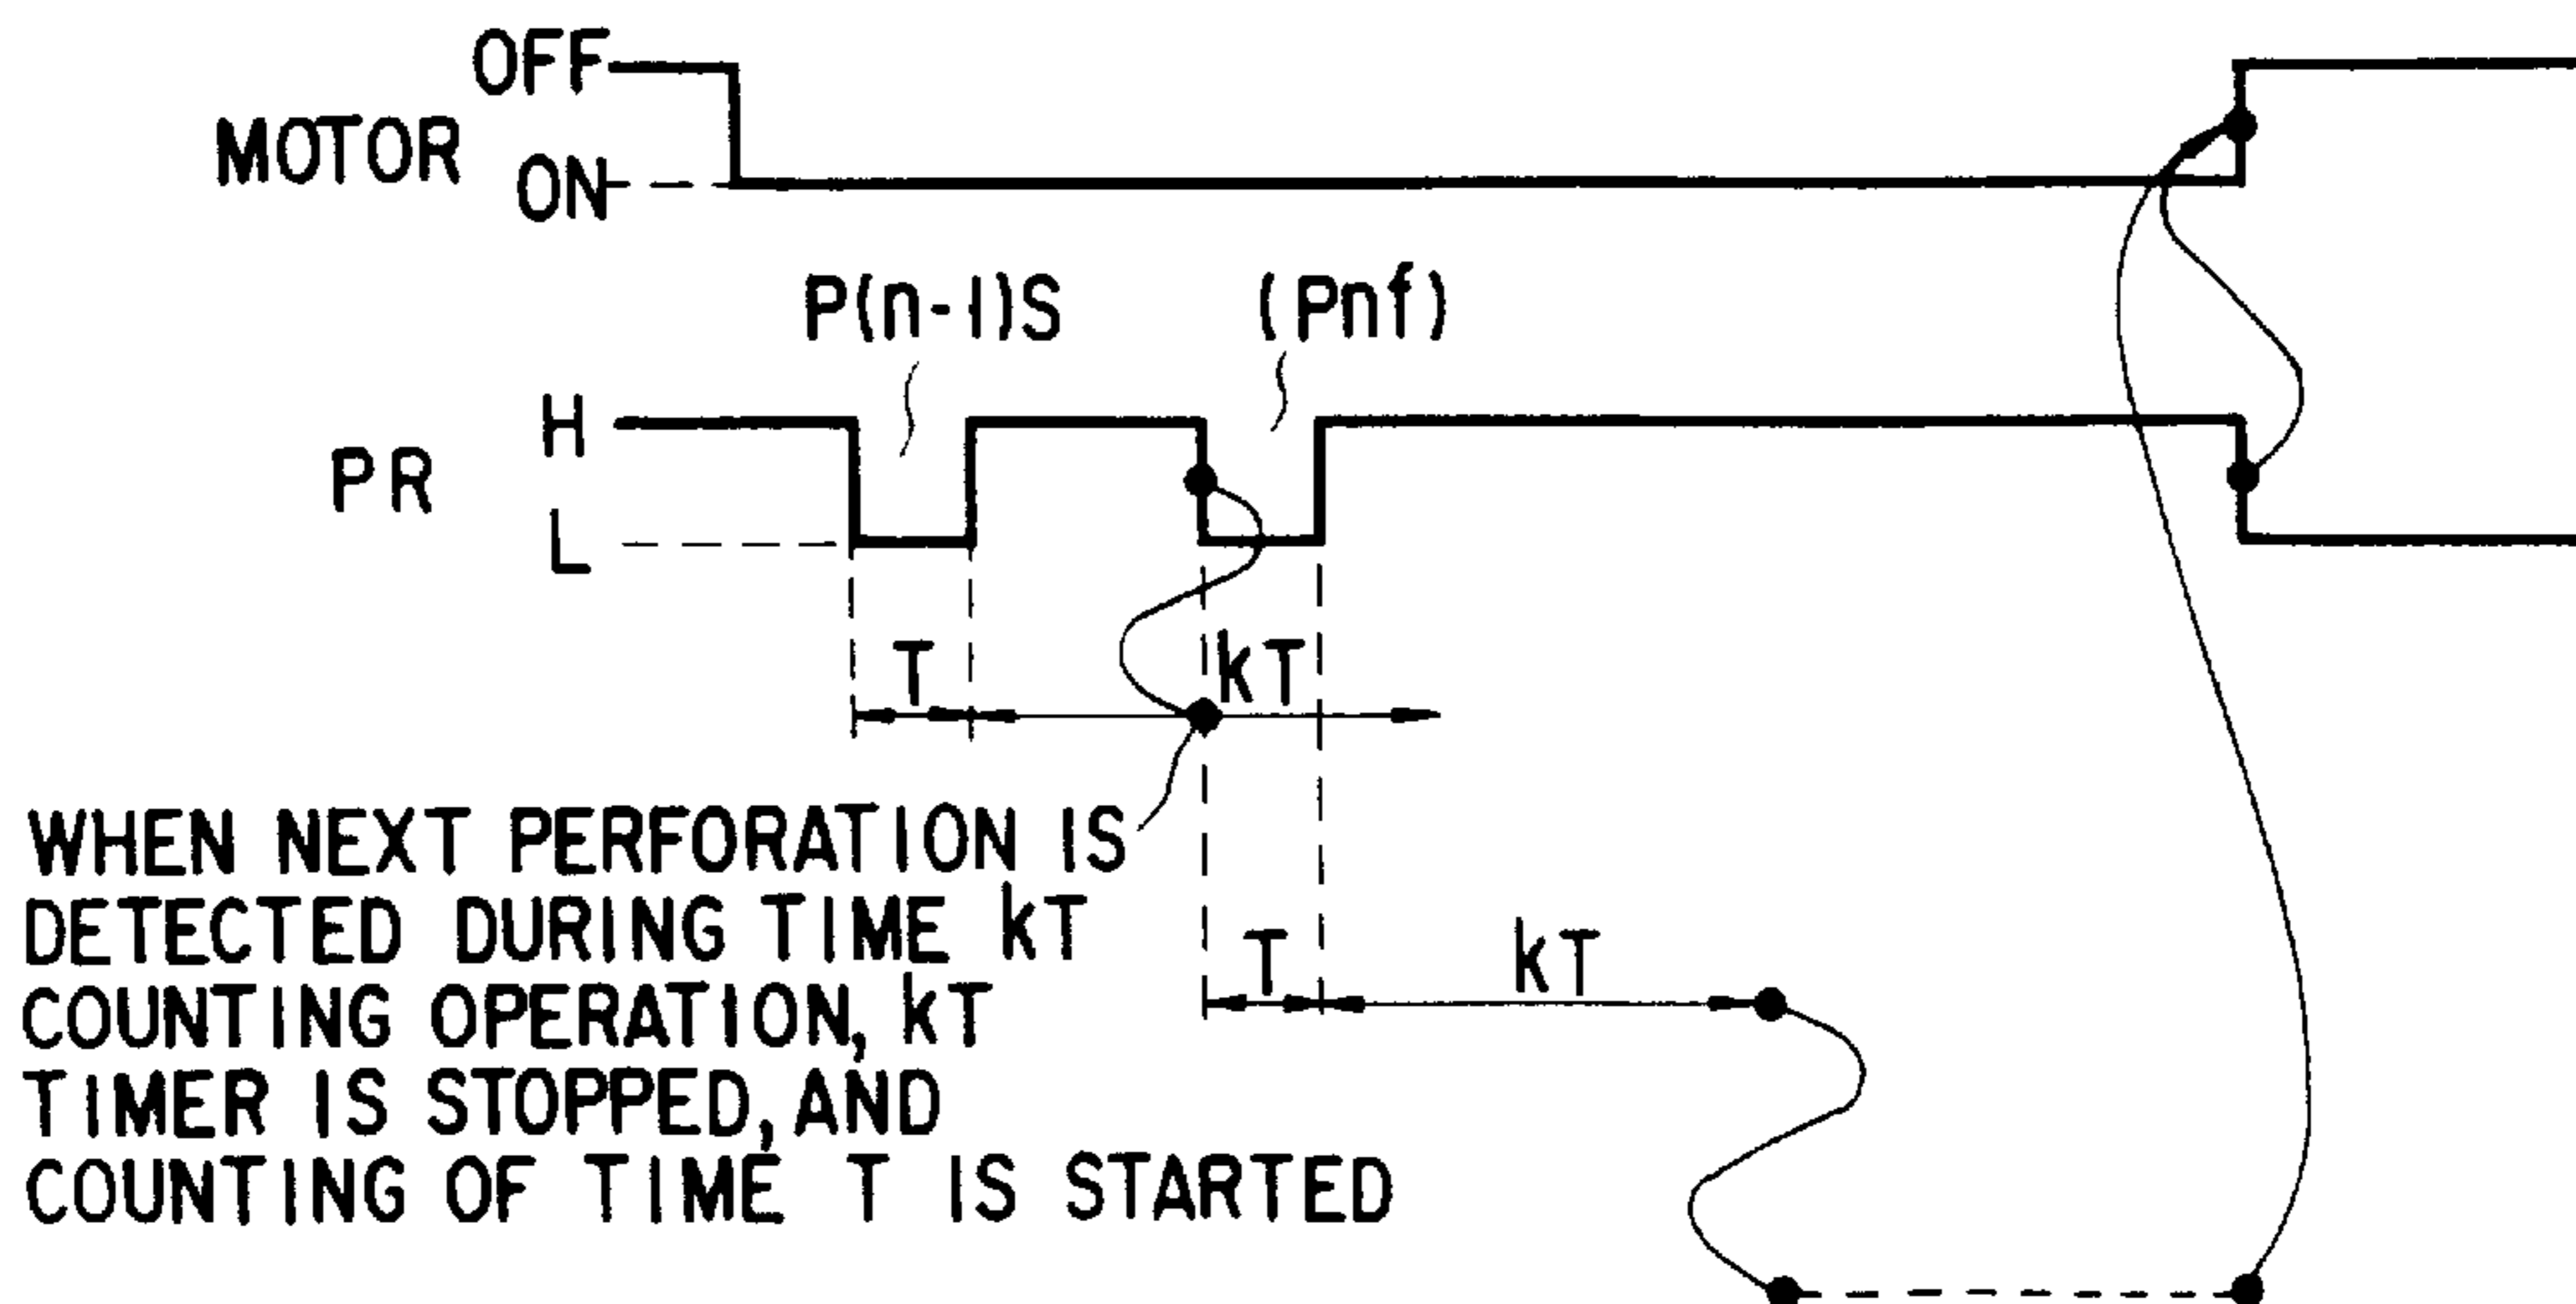 OFF
MOTOR
ON
P(n-1)S
(Pnf)
H
PR
L
T
kT
WHEN NEXT PERFORATION IS
DETECTED DURING TIME kT
COUNTING OPERATION, kT
TIMER IS STOPPED, AND
COUNTING OF TIME T IS STARTED
T
kT